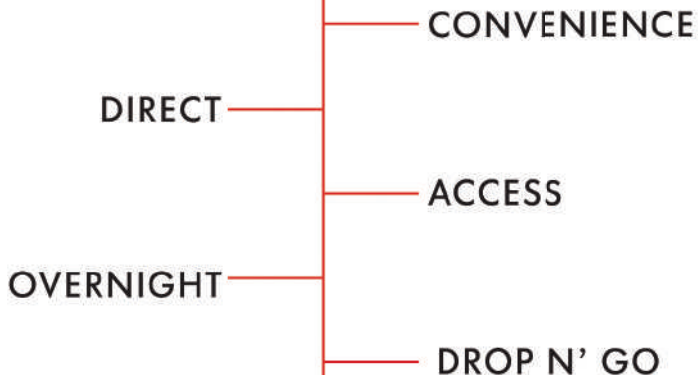 CONVENIENCE
DIRECT
ACCESS
OVERNIGHT
DROP N’ GO